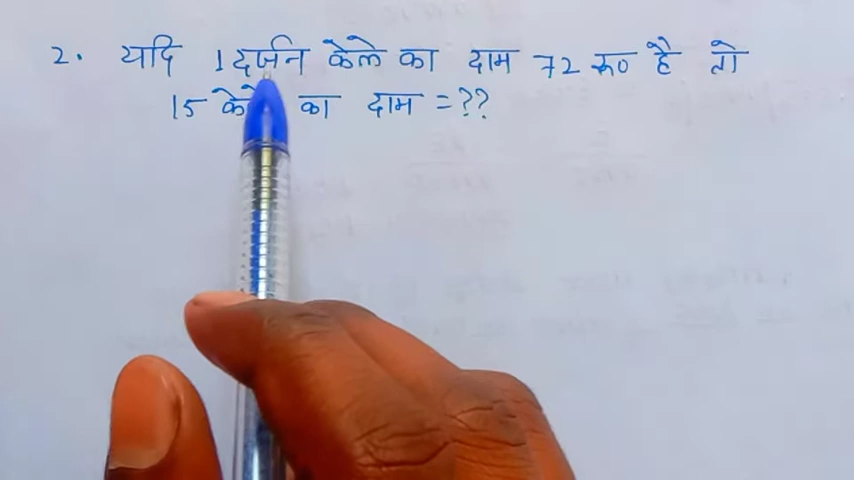 2. यदि 1 दर्जन केले का दाम 72 रू० है तो
15 का दाम = ??